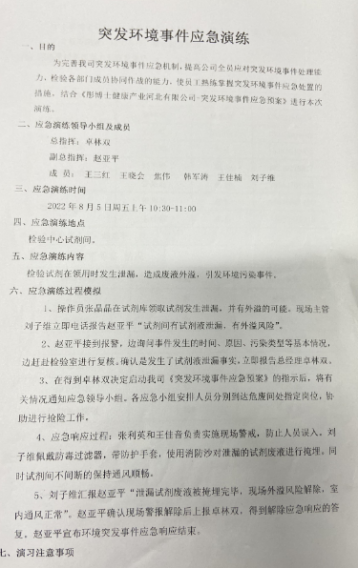 突发环境事件应急演练
一、目的
为完善我司突发环境事件应急机制，提高公司全员应对突发环境事件处理能
力，检验各部门成员协同作战的能力，使员工熟练掌握突发环境事件应急处置的
措施，结合《彤博士健康产业河北有限公司-突发环境事件应急预案》进行本次
演练。
二、应急演练领导小组及成员
总指挥：卓林双
副总指挥：赵亚平
成 员： 王三红 王晓会 张伟 韩军涛 王佳楠 刘子维
三、应急演练时间
2022 年 8 月 5 日周五上午 10:30-11:00
四、应急演练地点
检验中心试剂间。
五、应急演练内容
检验试剂在领用时发生泄漏，造成废液外溢，引发环境污染事件。
六、应急演练过程模拟
1、操作员张晶晶在试剂库领取试剂发生泄漏，并有外溢的可能，现场主管
刘子维立即电话报告赵亚平“试剂间有试剂液泄漏，有外溢风险”。
2、赵亚平接到报警，边询问事件发生的时间、原因、污染类型等基本情况，
边赶赴检验室进行复核，确认是发生了试剂液泄漏事实，立即报告总经理卓林双。
3、在得到卓林双决定启动我司《突发环境事件应急预案》的指示后，将有
关情况通知应急领导小组。各应急小组安排人员分别到达危废间处指定岗位，协
助进行抢险工作。
4、应急响应过程：张利英和王佳音负责实施现场警戒，防止人员误入。刘
子维佩戴防毒过滤器，带防护手套，使用消防沙对泄漏的试剂废液进行掩埋。同
时试剂间不间断的保持通风顺畅。
5、刘子维汇报赵亚平“泄漏试剂废液被掩埋完毕，现场外溢风险解除，室
内通风正常”。赵亚平确认现场警报解除后上报卓林双，得到解除应急响应的答
复。赵亚平宣布环境突发事件应急响应结束。
七、演习注意事项